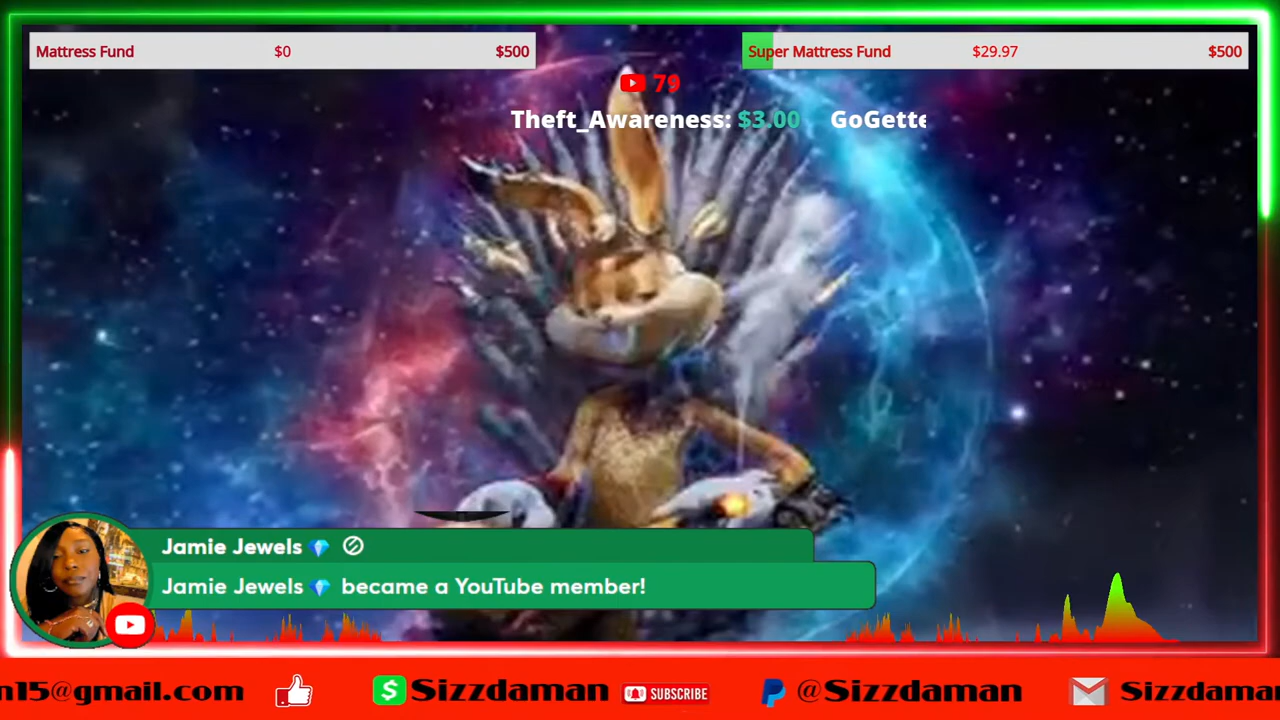 Mattress Fund $0 $500
Super Mattress Fund $29.97 $500
79
Theft_Awareness: $3.00 GoGette
Jamie Jewels
Jamie Jewels became a YouTube member!
n15@gmail.com $ Sizzdaman SUBSCRIBE @Sizzdaman Sizzdaman